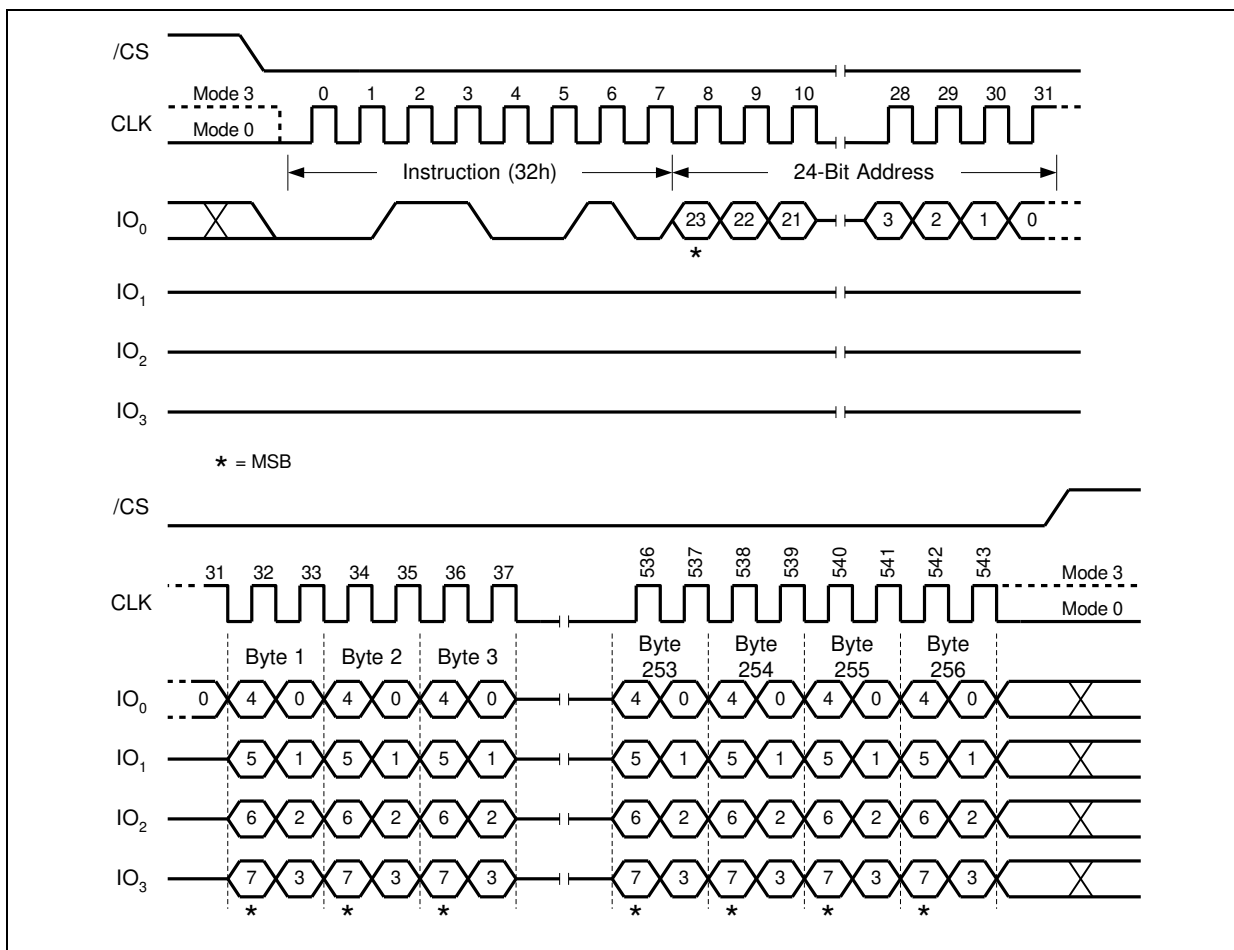 /CS
Mode 3
0 1 2 3 4 5 6 7 8 9 10 28 29 30 31
CLK
Mode 0
Instruction (32h) 24-Bit Address
IO0 23 22 21 3 2 1 0
*
IO1
IO2
IO3
* = MSB
/CS
31 32 33 34 35 36 37 536 537 538 539 540 541 542 543
Mode 3
CLK
Mode 0
Byte 1 Byte 2 Byte 3 Byte 253 Byte 254 Byte 255 Byte 256
IO0 0 4 0 4 0 4 0 4 0 4 0 4 0 4 0
IO1 5 1 5 1 5 1 5 1 5 1 5 1 5 1
IO2 6 2 6 2 6 2 6 2 6 2 6 2 6 2
IO3 7 3 7 3 7 3 7 3 7 3 7 3 7 3
* * * * * * *